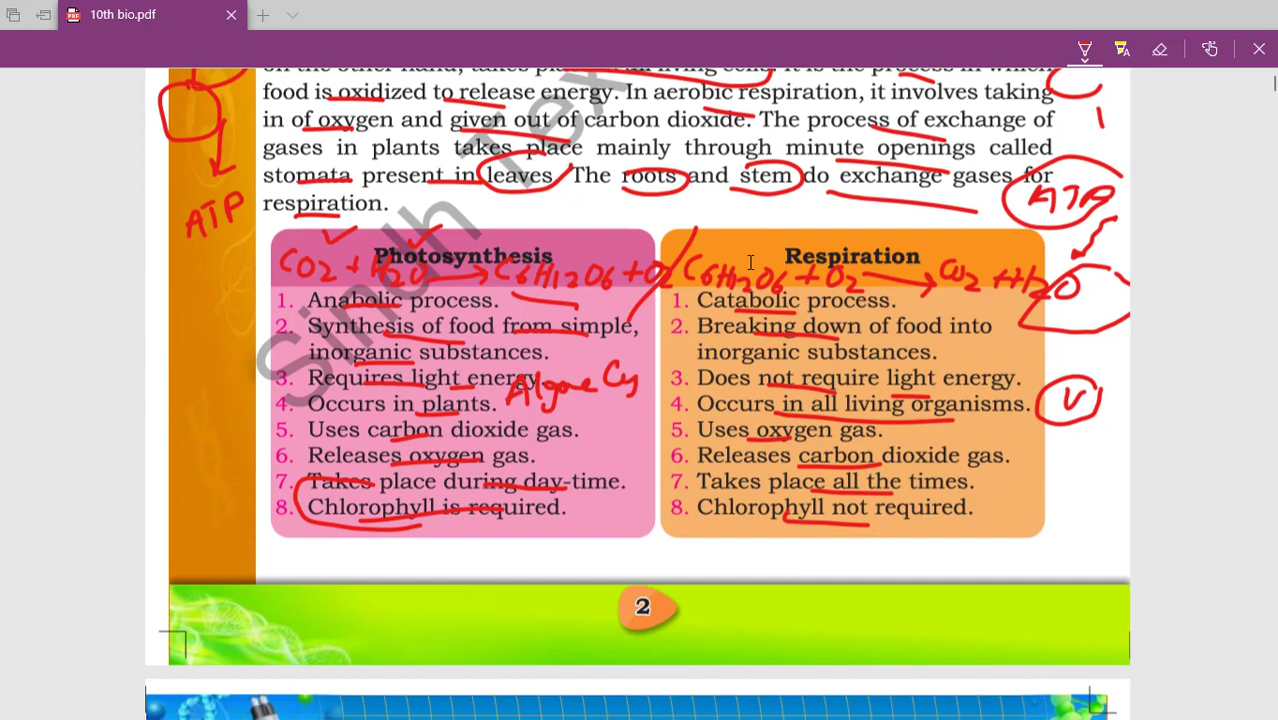 10th bio.pdf
food is oxidized to release energy. In aerobic respiration, it involves taking
in of oxygen and given out of carbon dioxide. The process of exchange of
gases in plants takes place mainly through minute openings called
stomata present in leaves. The roots and stem do exchange gases for
respiration.
ATP
ATP
Sindh Tex
Photosynthesis
CO2 + H2O → C6H12O6 + O2
1. Anabolic process.
2. Synthesis of food from simple,
inorganic substances.
3. Requires light energy.
Algae Cy
4. Occurs in plants.
5. Uses carbon dioxide gas.
6. Releases oxygen gas.
7. Takes place during day-time.
8. Chlorophyll is required.
Respiration
C6H12O6 + O2 → CO2 + H2O
1. Catabolic process.
2. Breaking down of food into
inorganic substances.
3. Does not require light energy.
4. Occurs in all living organisms.
5. Uses oxygen gas.
6. Releases carbon dioxide gas.
7. Takes place all the times.
8. Chlorophyll not required.
2